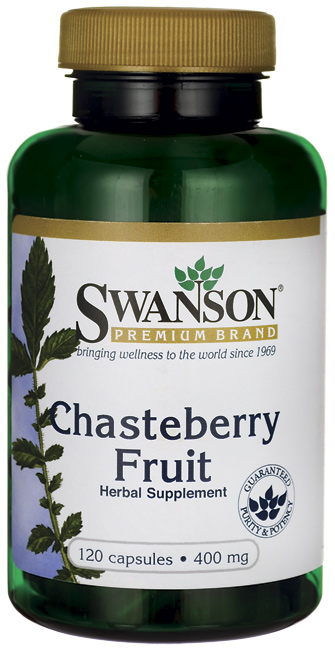 SWANSON®
PREMIUM BRAND
bringing wellness to the world since 1969
Chasteberry
Fruit
Herbal Supplement
GUARANTEED
PURITY & POTENCY
120 capsules • 400 mg